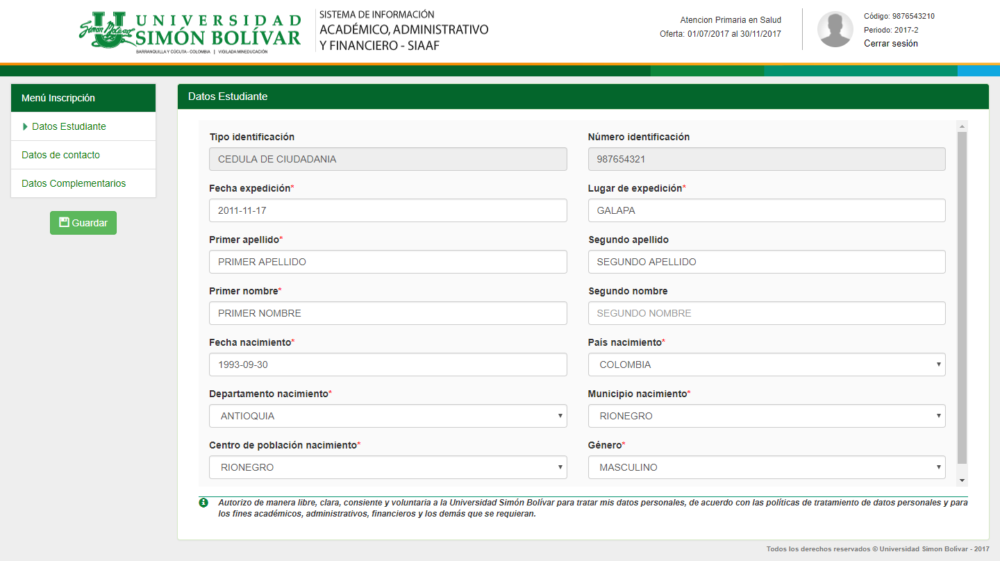 Simón Bolívar
UNIVERSIDAD
SIMÓN BOLÍVAR
BARRANQUILLA Y CÚCUTA - COLOMBIA | VIGILADA MINEDUCACIÓN
SISTEMA DE INFORMACIÓN
ACADÉMICO, ADMINISTRATIVO
Y FINANCIERO - SIAAF
Atencion Primaria en Salud
Oferta: 01/07/2017 al 30/11/2017
Código: 9876543210
Periodo: 2017-2
Cerrar sesión
Menú Inscripción
Datos Estudiante
Datos de contacto
Datos Complementarios
Guardar
Datos Estudiante
Tipo identificación
CEDULA DE CIUDADANIA
Número identificación
987654321
Fecha expedición*
2011-11-17
Lugar de expedición*
GALAPA
Primer apellido*
PRIMER APELLIDO
Segundo apellido
SEGUNDO APELLIDO
Primer nombre*
PRIMER NOMBRE
Segundo nombre
SEGUNDO NOMBRE
Fecha nacimiento*
1993-09-30
País nacimiento*
COLOMBIA
Departamento nacimiento*
ANTIOQUIA
Municipio nacimiento*
RIONEGRO
Centro de población nacimiento*
RIONEGRO
Género*
MASCULINO
Autorizo de manera libre, clara, consiente y voluntaria a la Universidad Simón Bolívar para tratar mis datos personales, de acuerdo con las políticas de tratamiento de datos personales y para
los fines académicos, administrativos, financieros y los demás que se requieran.
Todos los derechos reservados © Universidad Simon Bolivar - 2017